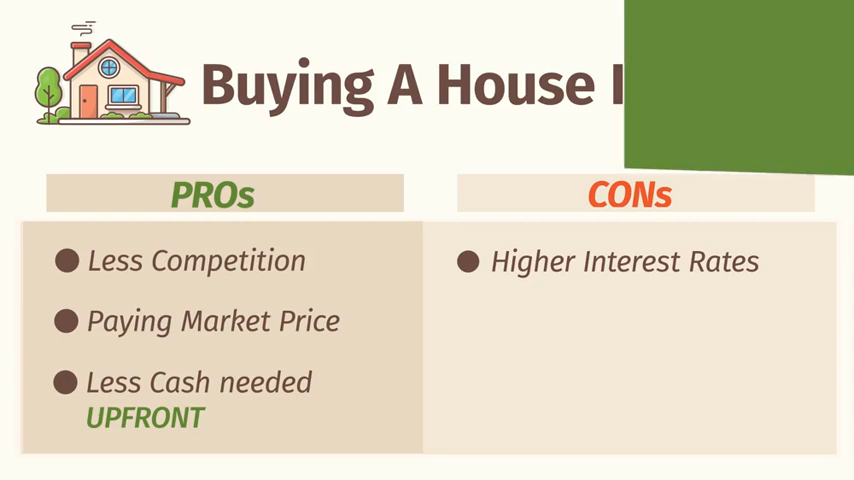 Buying A House
PROs
CONs
Less Competition
Paying Market Price
Less Cash needed
UPFRONT
Higher Interest Rates